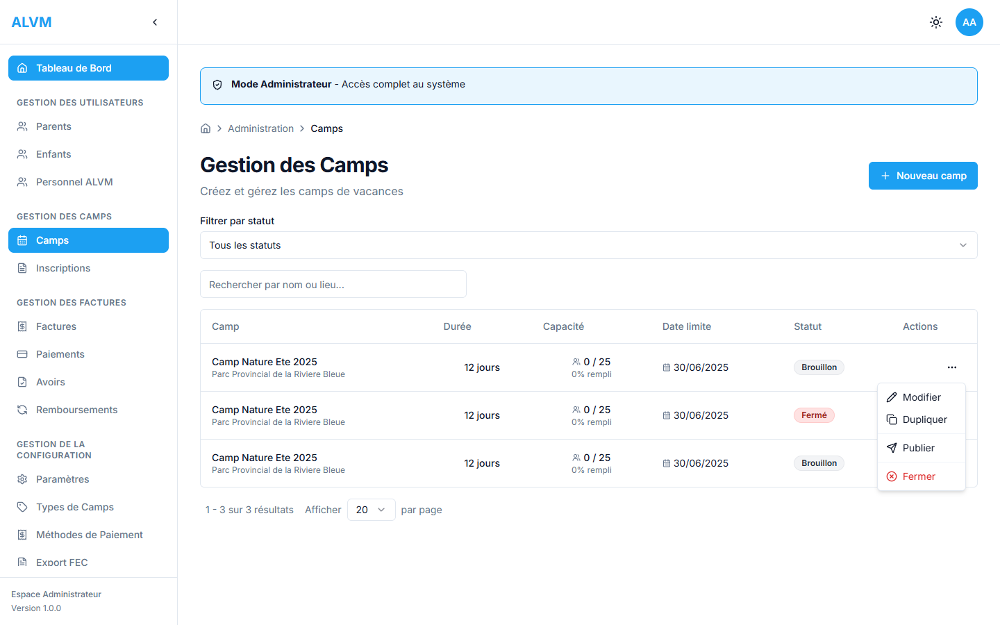 ALVM
AA
Tableau de Bord
GESTION DES UTILISATEURS
Parents
Enfants
Personnel ALVM
GESTION DES CAMPS
Camps
Inscriptions
GESTION DES FACTURES
Factures
Paiements
Avoirs
Remboursements
GESTION DE LA
CONFIGURATION
Paramètres
Types de Camps
Méthodes de Paiement
Export FEC
Espace Administrateur
Version 1.0.0
Mode Administrateur - Accès complet au système
Administration > Camps
Gestion des Camps
Créez et gérez les camps de vacances
Nouveau camp
Filtrer par statut
Tous les statuts
Rechercher par nom ou lieu...
Camp Durée Capacité Date limite Statut Actions
Camp Nature Ete 2025
Parc Provincial de la Riviere Bleue
12 jours
0 / 25
0% rempli
30/06/2025
Brouillon
Camp Nature Ete 2025
Parc Provincial de la Riviere Bleue
12 jours
0 / 25
0% rempli
30/06/2025
Fermé
Camp Nature Ete 2025
Parc Provincial de la Riviere Bleue
12 jours
0 / 25
0% rempli
30/06/2025
Brouillon
Modifier
Dupliquer
Publier
Fermer
1 - 3 sur 3 résultats Afficher 20 par page